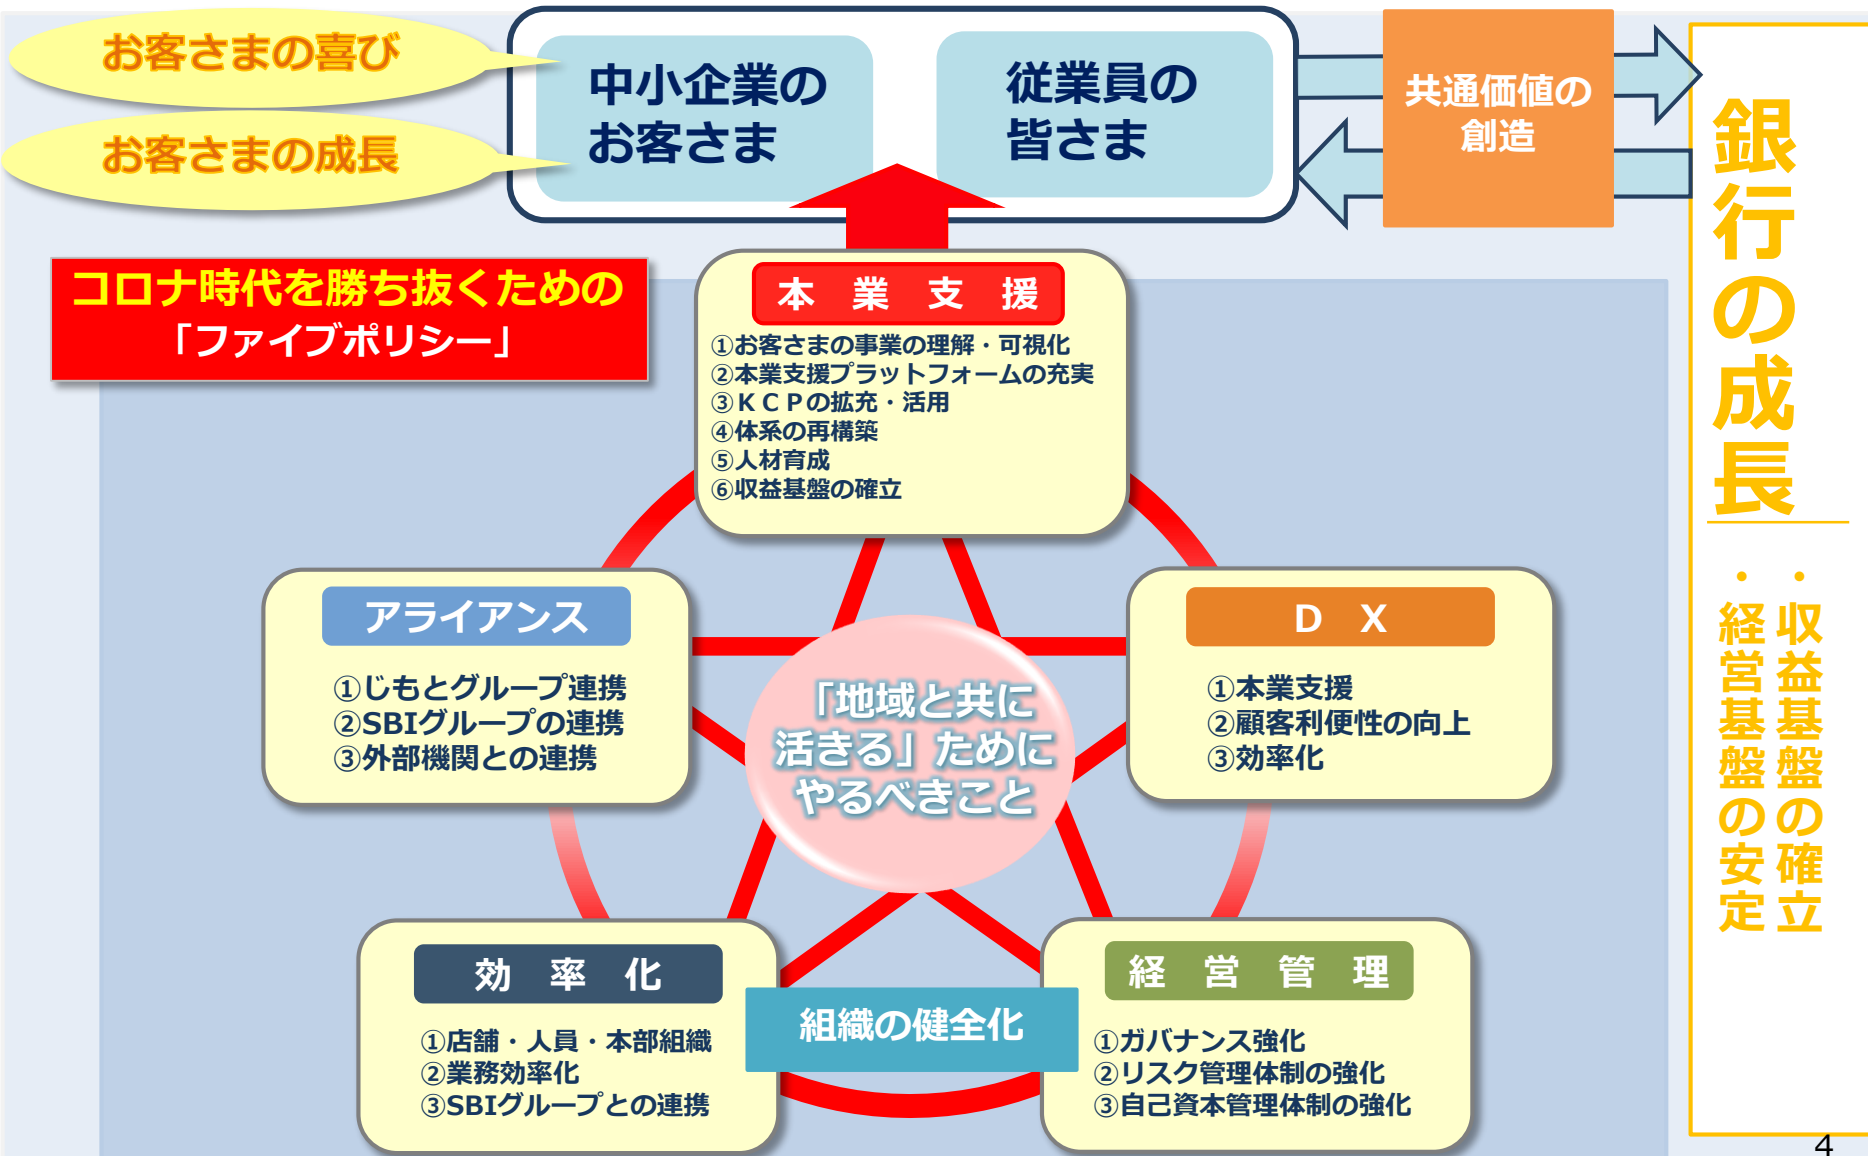 お客さまの喜び
お客さまの成長
中小企業の
お客さま
従業員の
皆さま
共通価値の
創造
銀行の成長
・収益基盤の確立
・経営基盤の安定
コロナ時代を勝ち抜くための
「ファイブポリシー」
本 業 支 援
①お客さまの事業の理解・可視化
②本業支援プラットフォームの充実
③ＫＣＰの拡充・活用
④体系の再構築
⑤人材育成
⑥収益基盤の確立
アライアンス
①じもとグループ連携
②SBIグループの連携
③外部機関との連携
D X
①本業支援
②顧客利便性の向上
③効率化
「地域と共に
活きる」ために
やるべきこと
効 率 化
①店舗・人員・本部組織
②業務効率化
③SBIグループとの連携
組織の健全化
経 営 管 理
①ガバナンス強化
②リスク管理体制の強化
③自己資本管理体制の強化
4